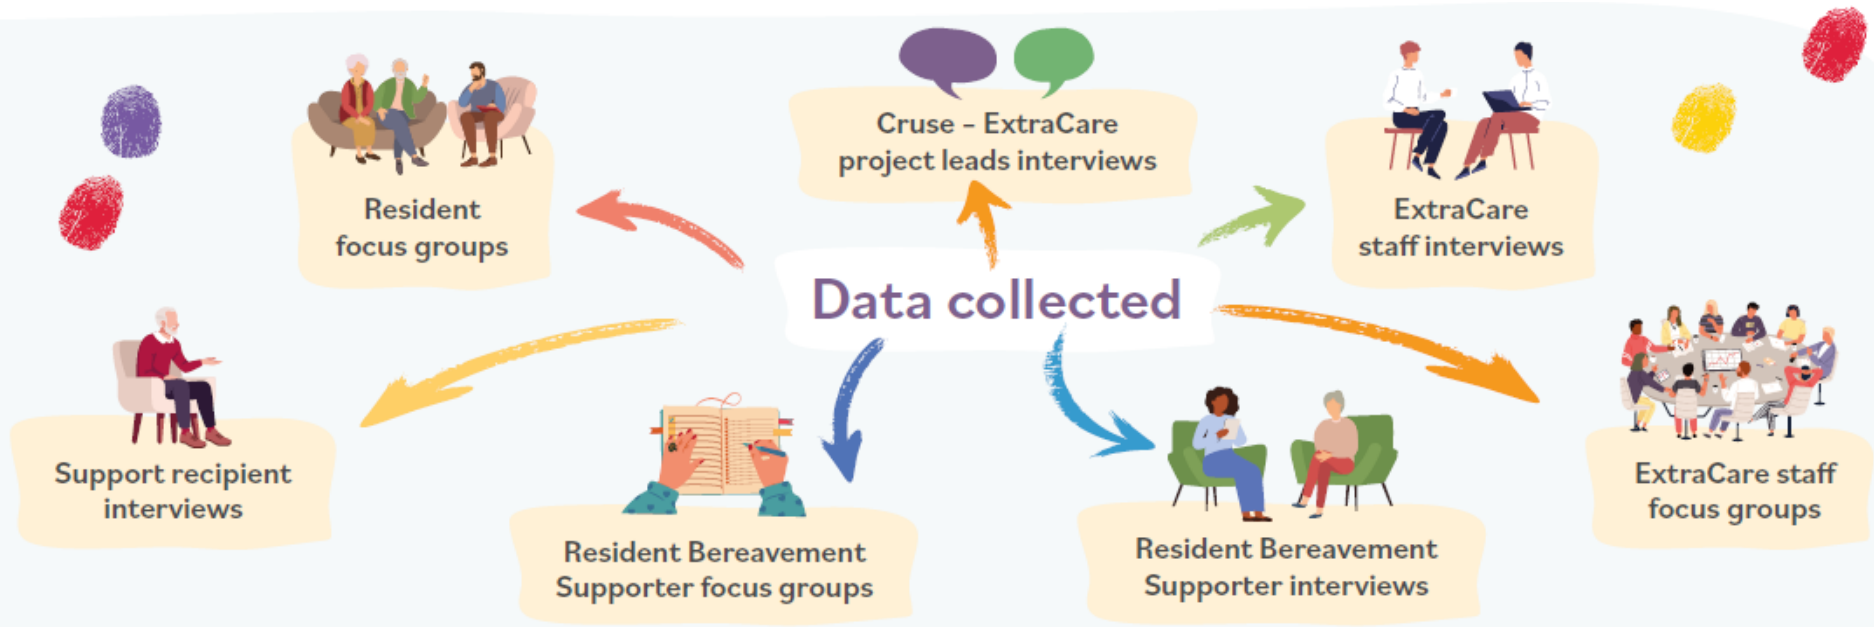 Cruse – ExtraCare
project leads interviews
Resident
focus groups
ExtraCare
staff interviews
Data collected
Support recipient
interviews
ExtraCare staff
focus groups
Resident Bereavement
Supporter focus groups
Resident Bereavement
Supporter interviews